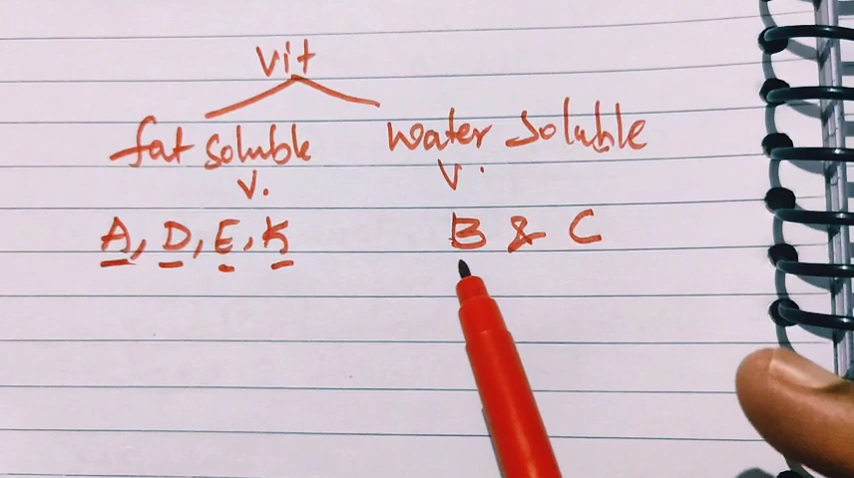 vit
fat soluble water soluble
v. v.
A, D, E, K B & C